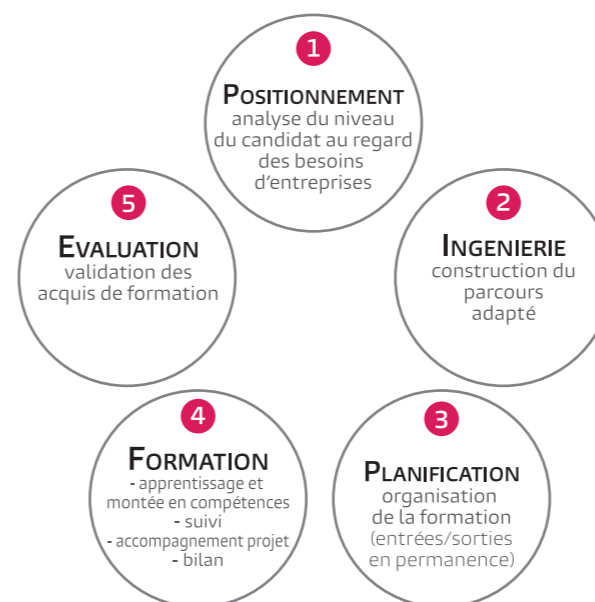 1
POSITIONNEMENT
analyse du niveau
du candidat au regard
des besoins
d'entreprises
2
INGENIERIE
construction du
parcours
adapté
3
PLANIFICATION
organisation
de la formation
(entrées/sorties
en permanence)
4
FORMATION
- apprentissage et
montée en compétences
- suivi
- accompagnement projet
- bilan
5
EVALUATION
validation des
acquis de formation